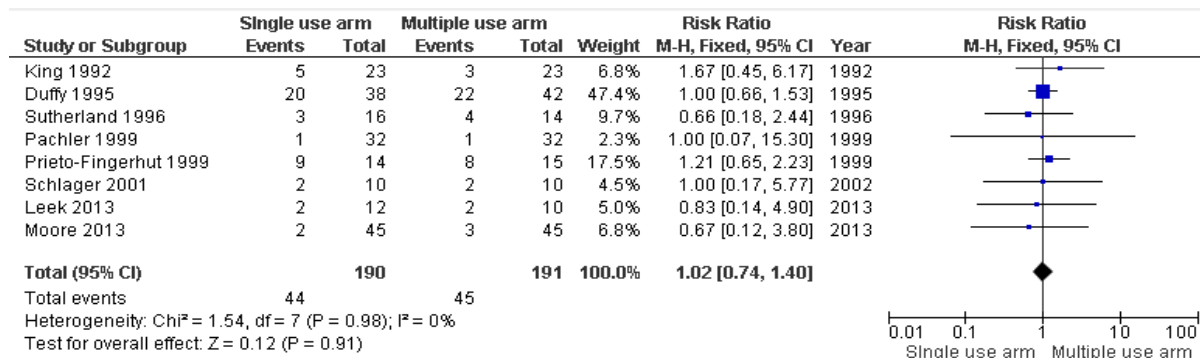 SIngle use arm Multiple use arm Risk Ratio Risk Ratio
Study or Subgroup Events Total Events Total Weight M-H, Fixed, 95% CI Year M-H, Fixed, 95% CI
King 1992 5 23 3 23 6.8% 1.67 [0.45, 6.17] 1992
Duffy 1995 20 38 22 42 47.4% 1.00 [0.66, 1.53] 1995
Sutherland 1996 3 16 4 14 9.7% 0.66 [0.18, 2.44] 1996
Pachler 1999 1 32 1 32 2.3% 1.00 [0.07, 15.30] 1999
Prieto-Fingerhut 1999 9 14 8 15 17.5% 1.21 [0.65, 2.23] 1999
Schlager 2001 2 10 2 10 4.5% 1.00 [0.17, 5.77] 2002
Leek 2013 2 12 2 10 5.0% 0.83 [0.14, 4.90] 2013
Moore 2013 2 45 3 45 6.8% 0.67 [0.12, 3.80] 2013
Total (95% CI) 190 191 100.0% 1.02 [0.74, 1.40]
Total events 44 45
Heterogeneity: Chi² = 1.54, df = 7 (P = 0.98); I² = 0%
Test for overall effect: Z = 0.12 (P = 0.91)
0.01 0.1 1 10 100
SIngle use arm Multiple use arm